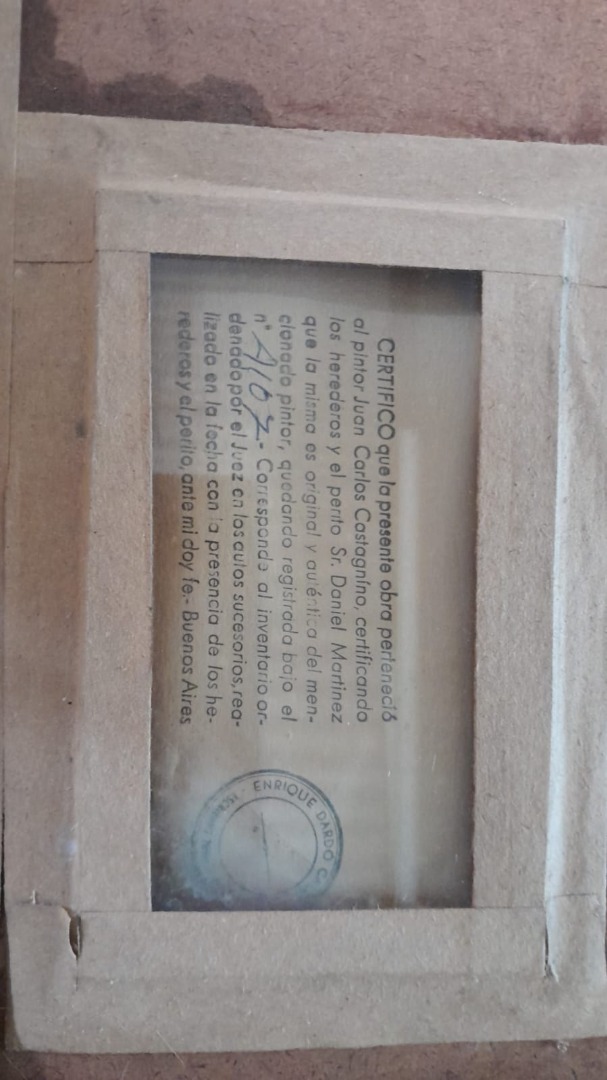 CERTIFICO que la presente obra perteneció
al pintor Juan Carlos Castagnino, certificando
los herederos y el perito Sr. Daniel Martinez
que la misma es original y auténtica del men-
cionado pintor, quedando registrada bajo el
nº A1107.- Corresponde al inventario or-
denado por el Juez en los autos sucesorios, rea-
lizado en la fecha con la presencia de los he-
rederos y el perito, ante mi doy fe.- Buenos Aires
ENRIQUE DARDO